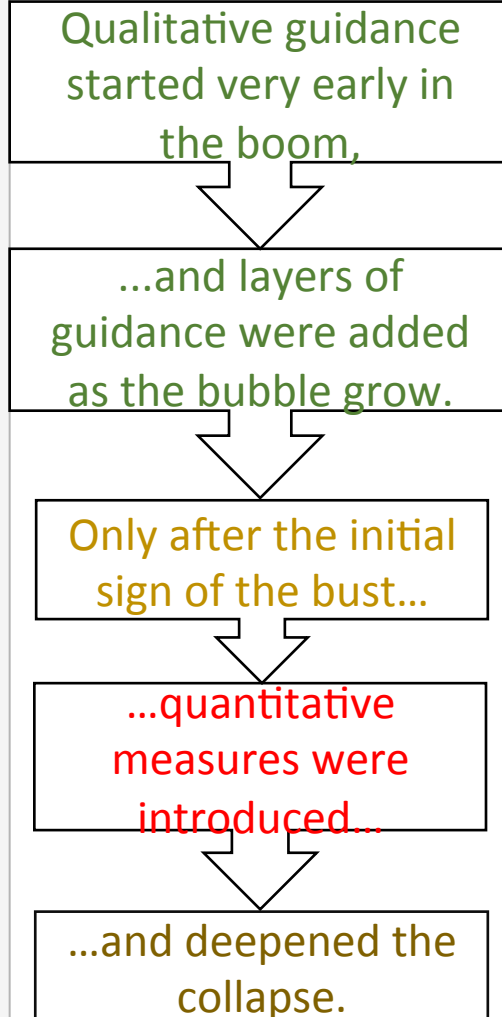 Qualitative guidance
started very early in
the boom,
...and layers of
guidance were added
as the bubble grow.
Only after the initial
sign of the bust…
...quantitative
measures were
introduced…
...and deepened the
collapse.